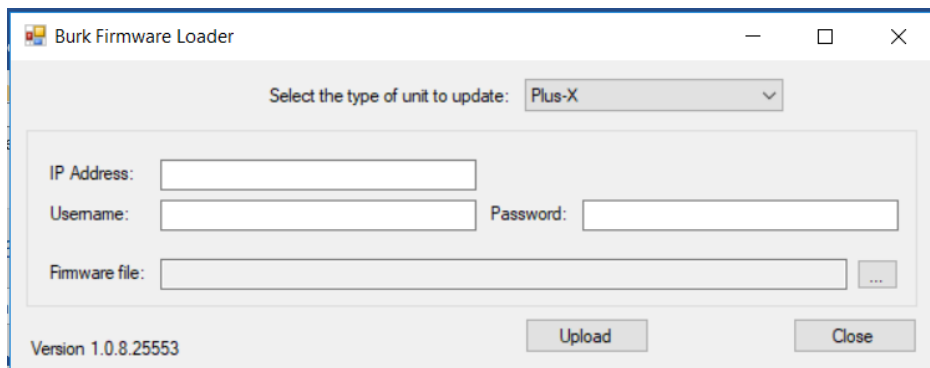 Burk Firmware Loader
Select the type of unit to update: Plus-X
IP Address:
Username: Password:
Firmware file: ...
Upload Close
Version 1.0.8.25553